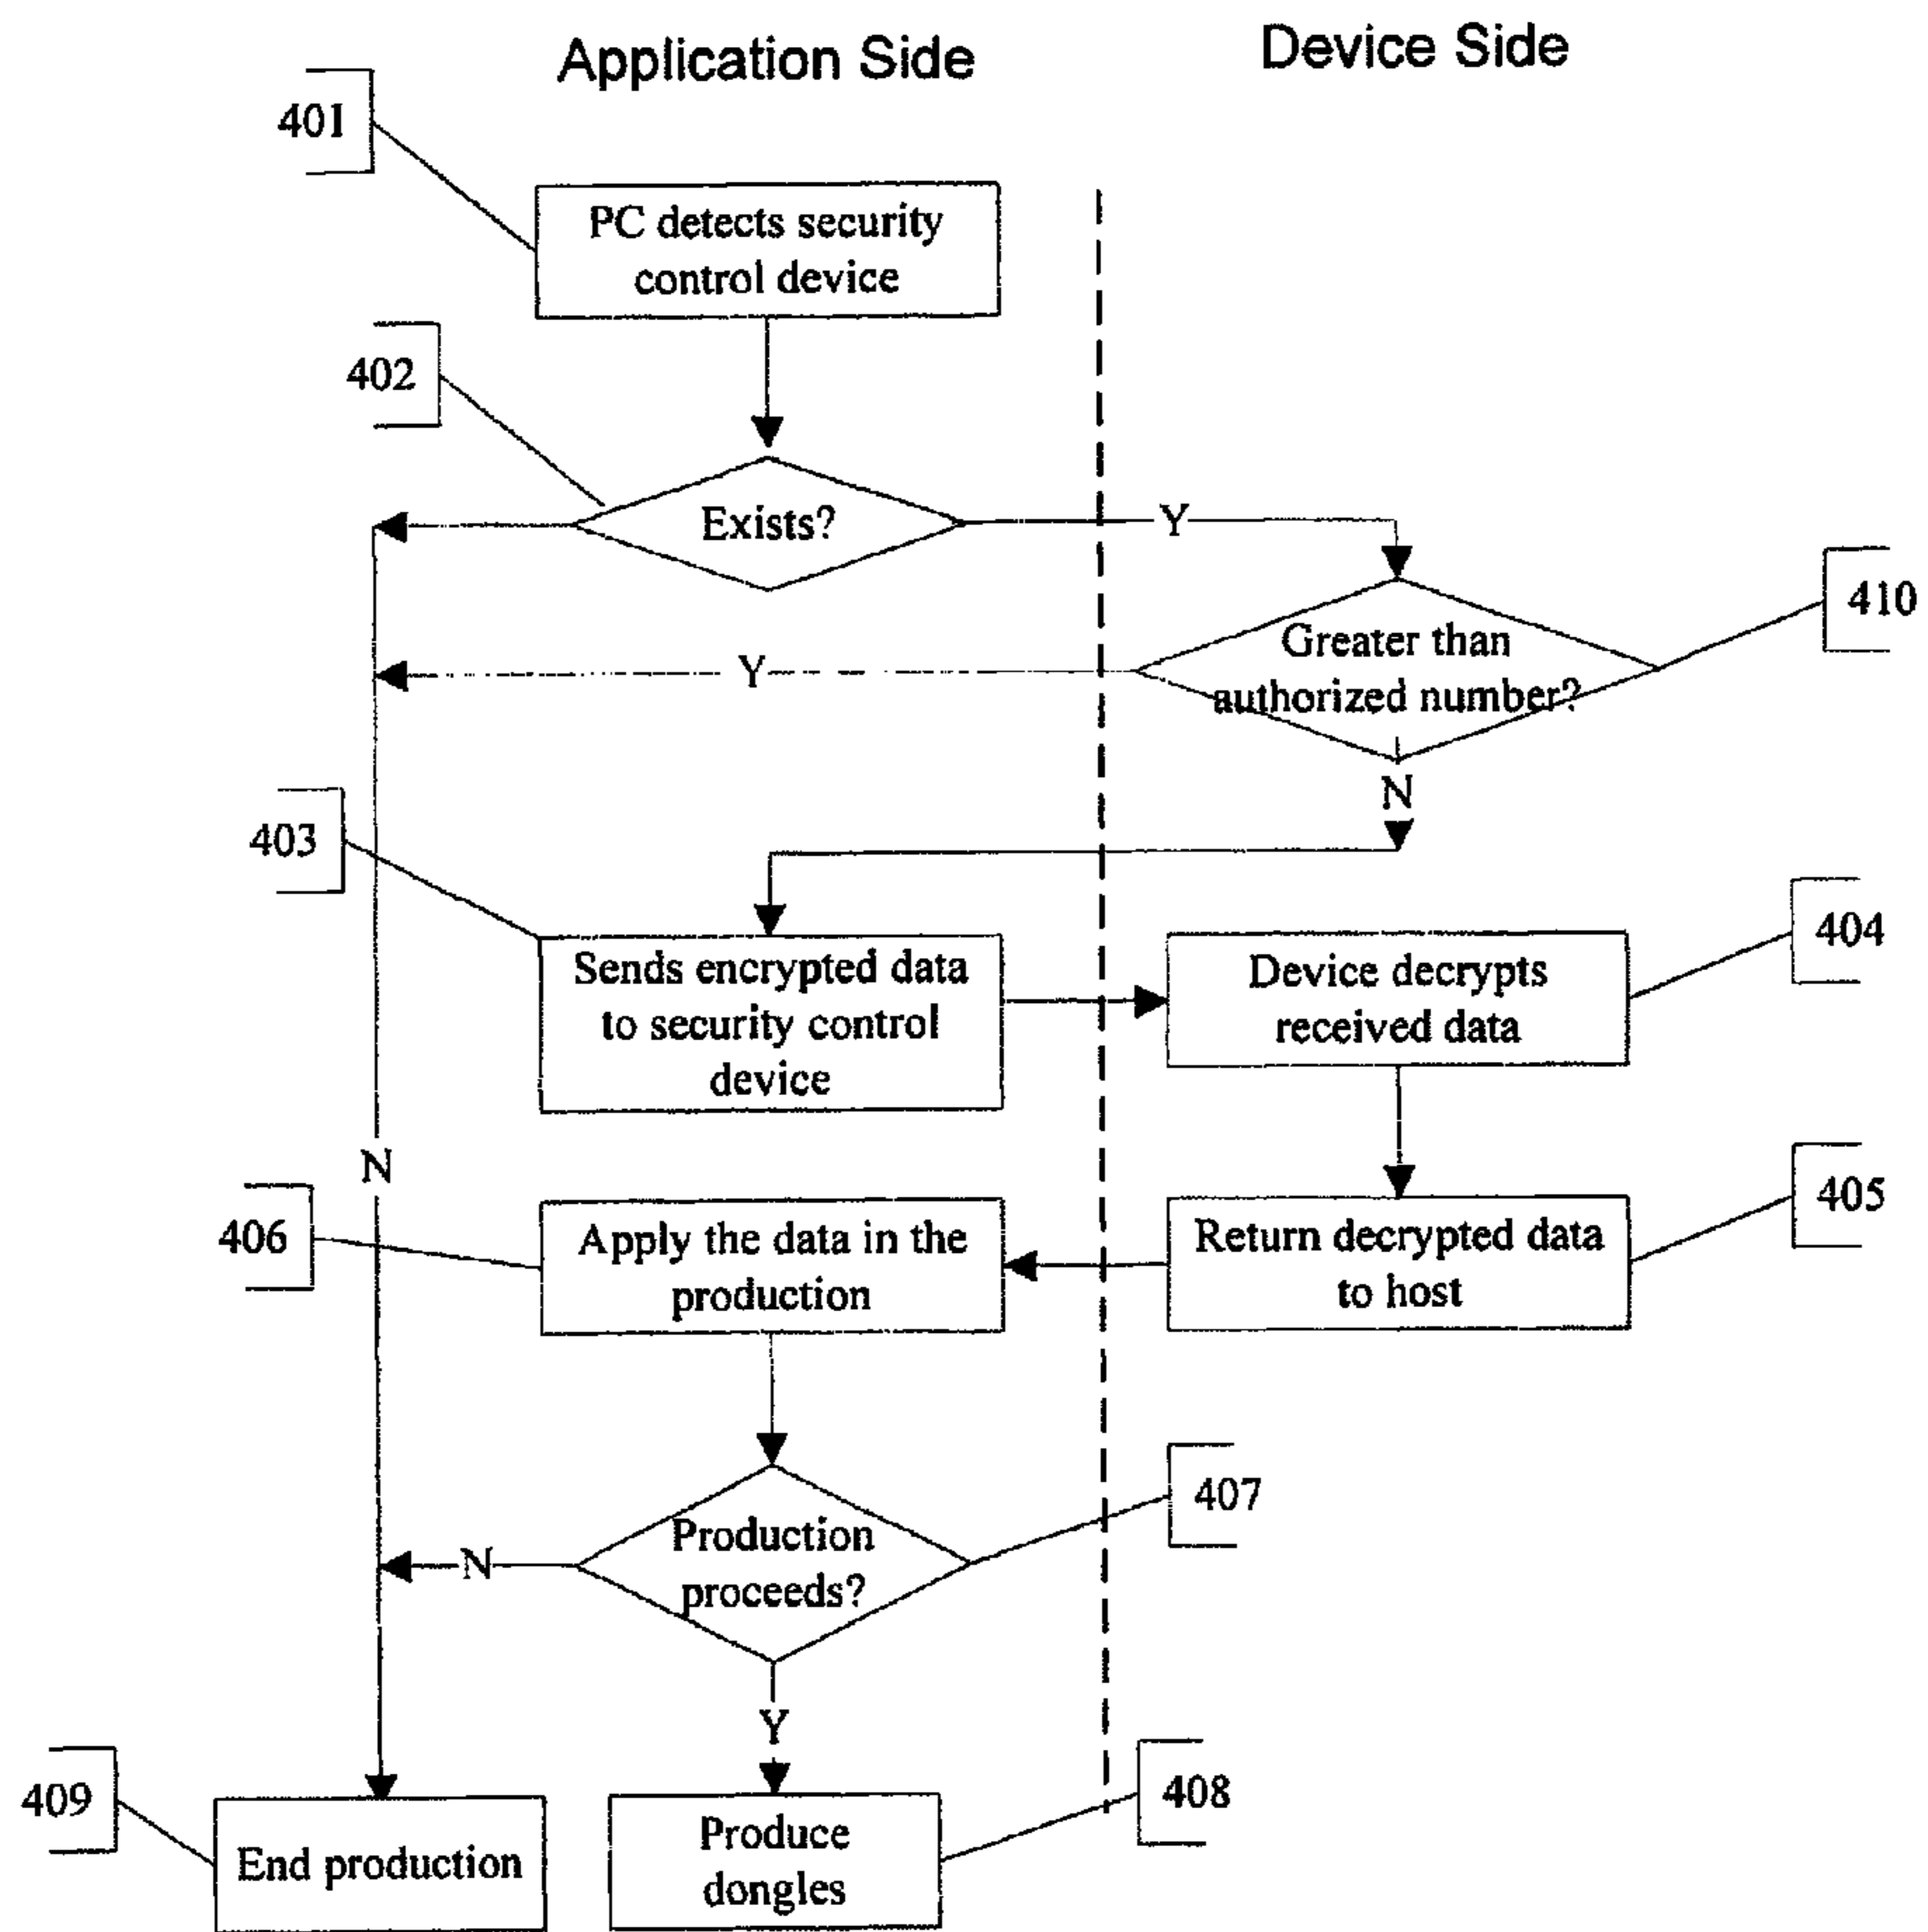 Application Side
Device Side
401
PC detects security
control device
402
Exists?
Y
410
Greater than
authorized number?
Y
N
403
Sends encrypted data
to security control
device
404
Device decrypts
received data
N
405
Return decrypted data
to host
406
Apply the data in the
production
407
Production
proceeds?
N
Y
408
409
End production
Produce
dongles